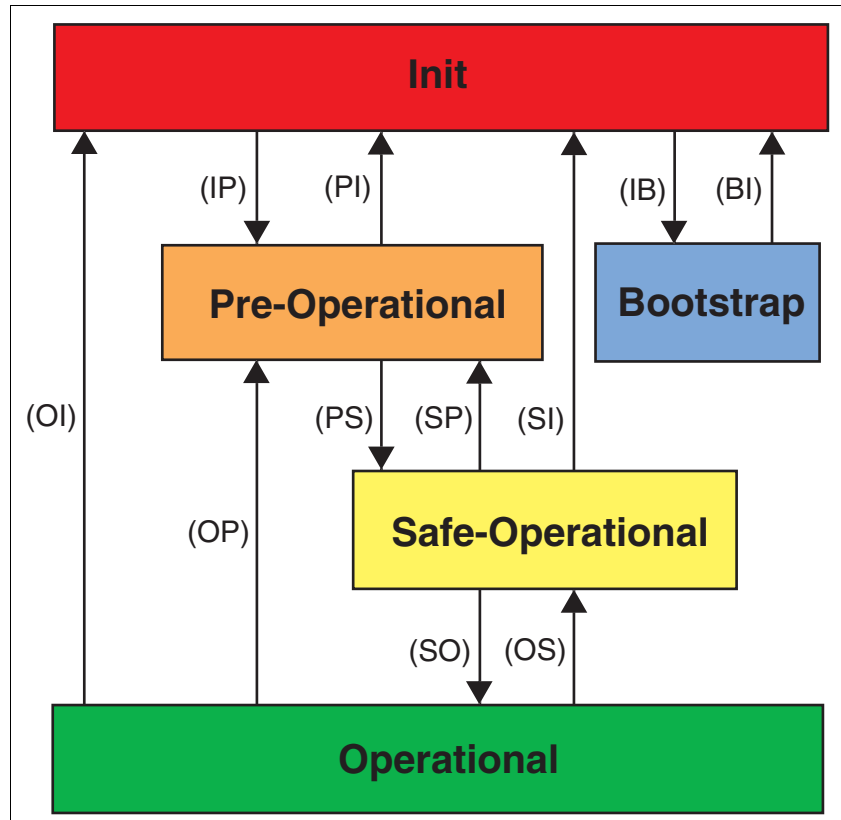 Init
(IP)
(PI)
(IB)
(BI)
Pre-Operational
Bootstrap
(OI)
(PS)
(SP)
(SI)
(OP)
Safe-Operational
(SO)
(OS)
Operational